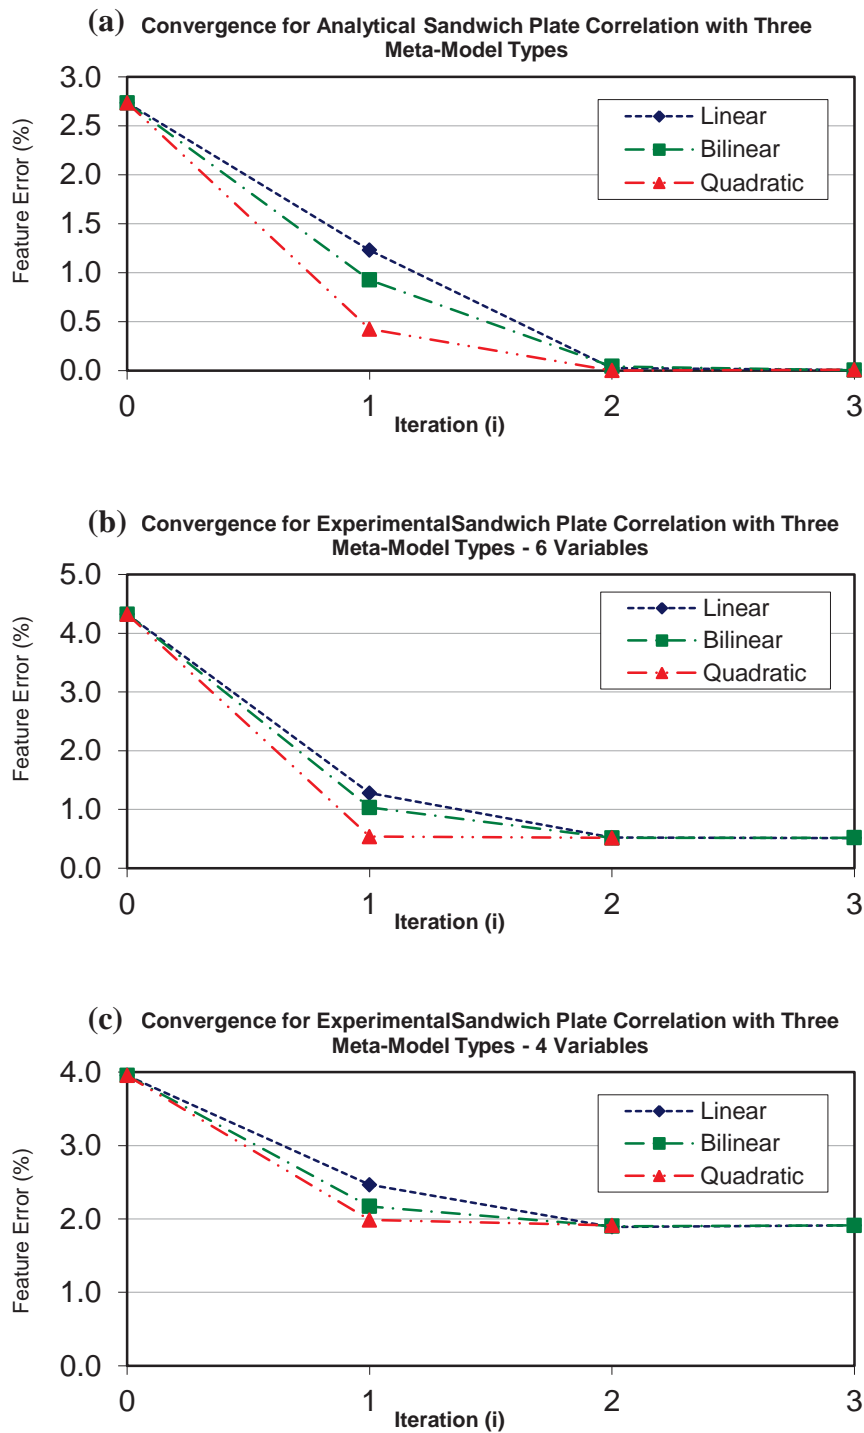 (a) Convergence for Analytical Sandwich Plate Correlation with Three
Meta-Model Types
3.0
2.5
2.0
1.5
1.0
0.5
0.0
Feature Error (%)
Linear
Bilinear
Quadratic
0 1 2 3
Iteration (i)
(b) Convergence for ExperimentalSandwich Plate Correlation with Three
Meta-Model Types - 6 Variables
5.0
4.0
3.0
2.0
1.0
0.0
Feature Error (%)
Linear
Bilinear
Quadratic
0 1 2 3
Iteration (i)
(c) Convergence for ExperimentalSandwich Plate Correlation with Three
Meta-Model Types - 4 Variables
4.0
3.0
2.0
1.0
0.0
Feature Error (%)
Linear
Bilinear
Quadratic
0 1 2 3
Iteration (i)